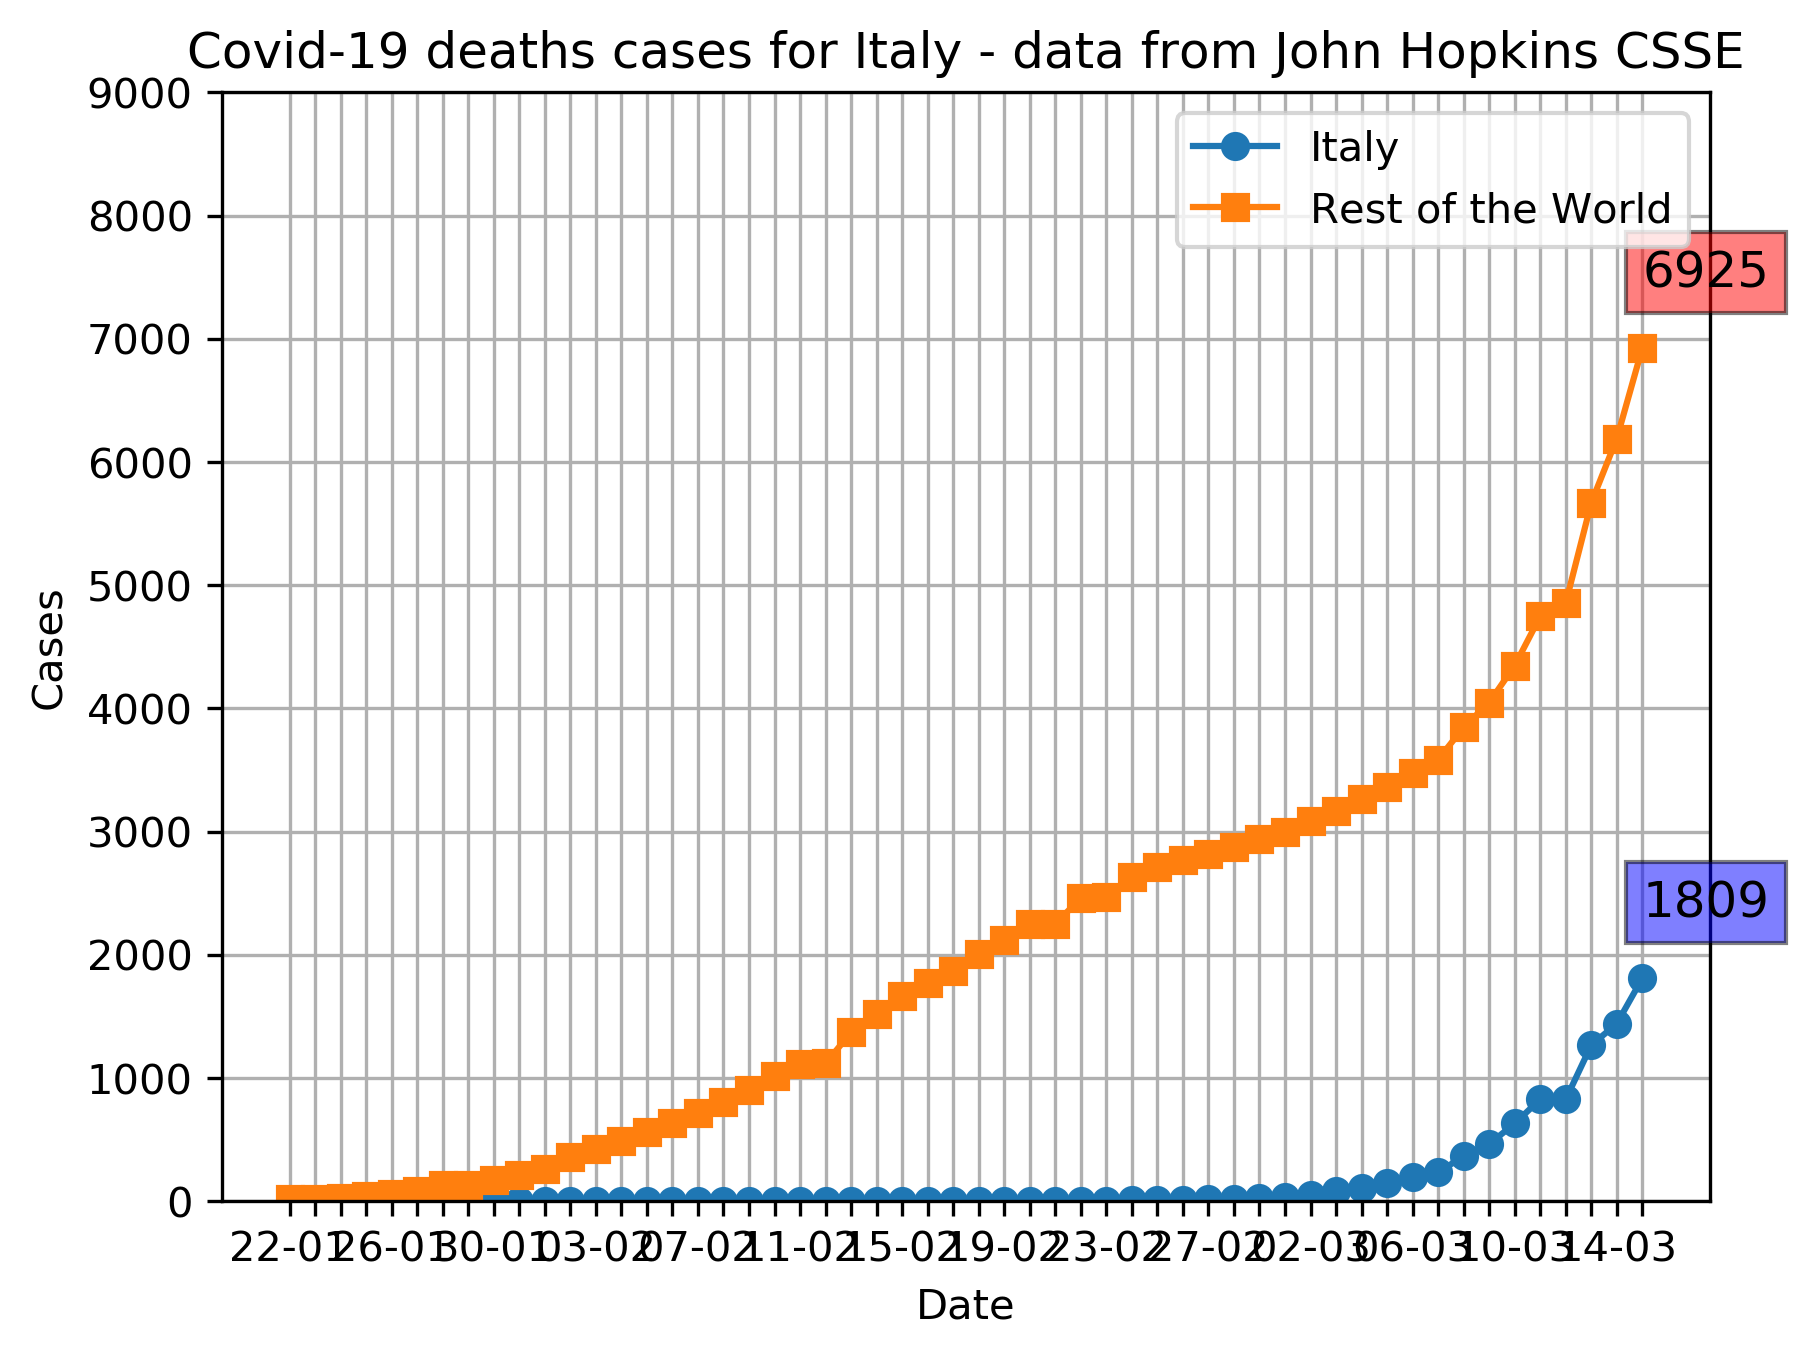 Covid-19 deaths cases for Italy - data from John Hopkins CSSE
9000
8000
7000
6000
5000
4000
3000
2000
1000
0
Cases
Italy
Rest of the World
6925
1809
22-01 26-01 30-01 03-02 07-02 11-02 15-02 19-02 23-02 27-02 02-03 06-03 10-03 14-03
Date